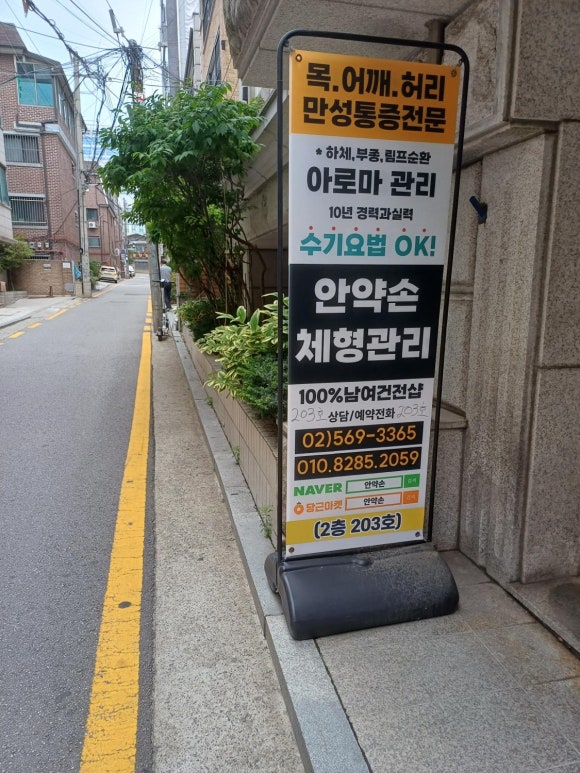 목.어깨.허리
만성통증전문
* 하체,부종,림프순환
아로마 관리
10년 경력과실력
수기요법 OK!
안약손
체형관리
100%남여건전샵
203호 상담/예약전화 203호
02)569-3365
010.8285.2059
NAVER 안약손 검색
당근마켓 안약손 검색
(2층 203호)